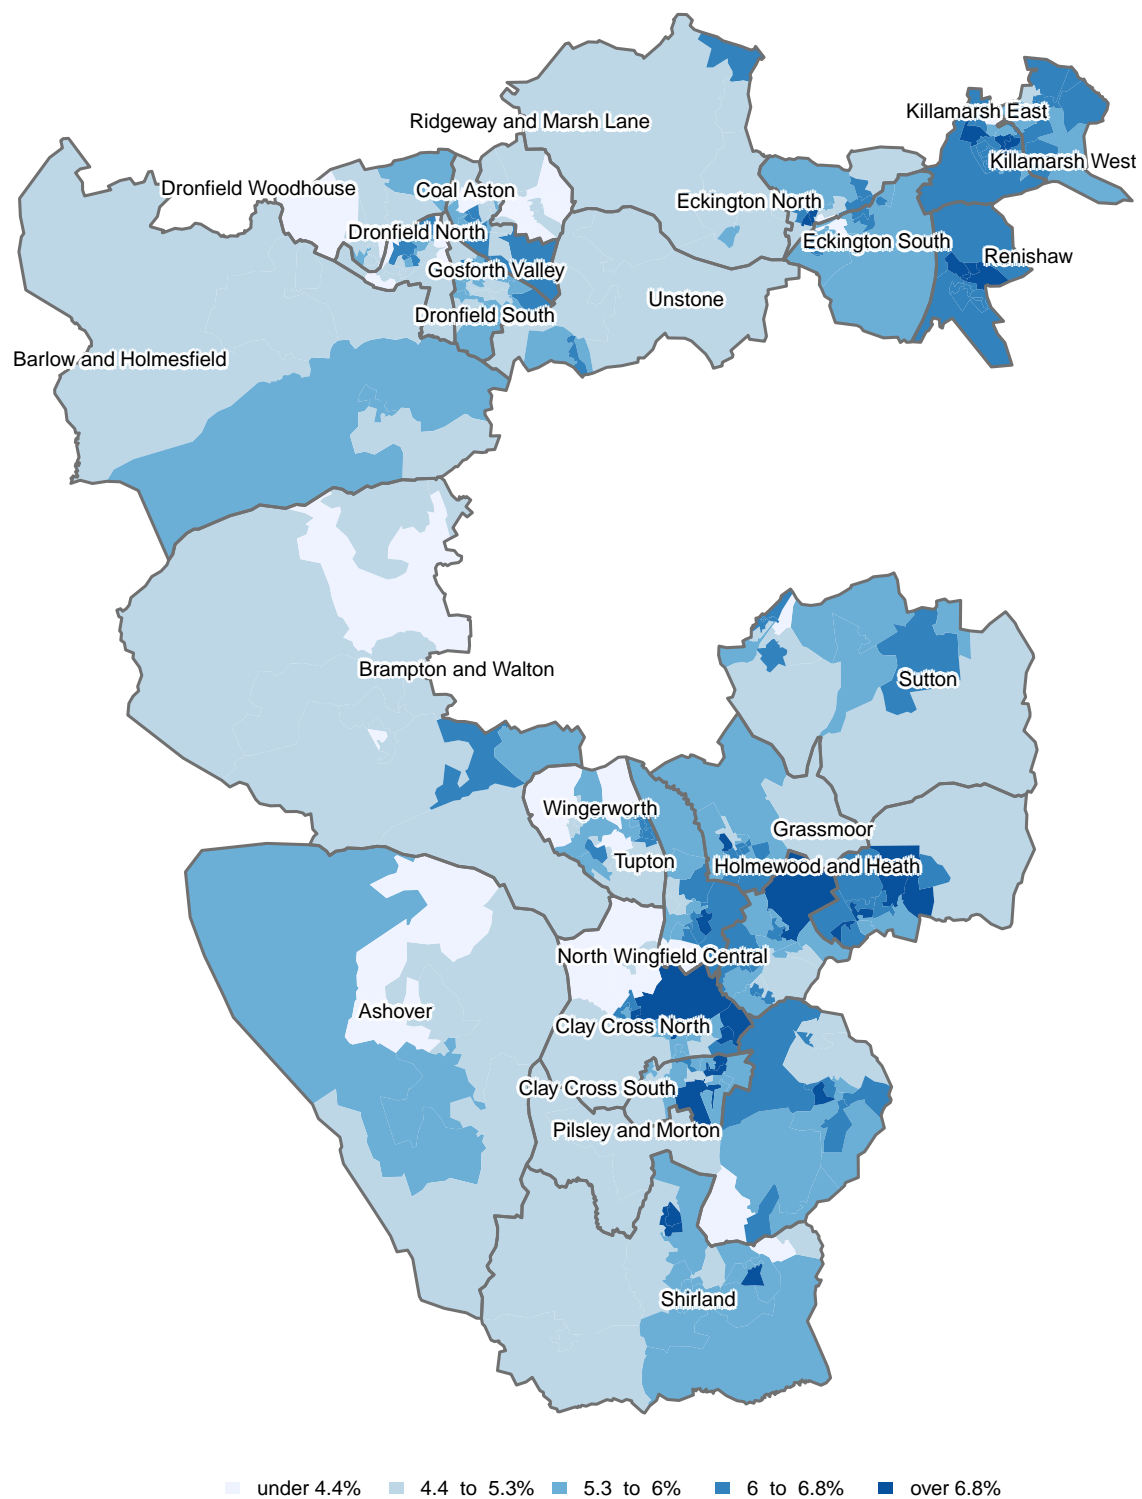 Killamarsh East
Ridgeway and Marsh Lane
Killamarsh West
Dronfield Woodhouse
Coal Aston
Eckington North
Dronfield North
Eckington South
Renishaw
Gosforth Valley
Unstone
Dronfield South
Barlow and Holmesfield
Brampton and Walton
Sutton
Wingerworth
Grassmoor
Tupton
Holmewood and Heath
North Wingfield Central
Ashover
Clay Cross North
Clay Cross South
Pilsley and Morton
Shirland
under 4.4% 4.4 to 5.3% 5.3 to 6% 6 to 6.8% over 6.8%